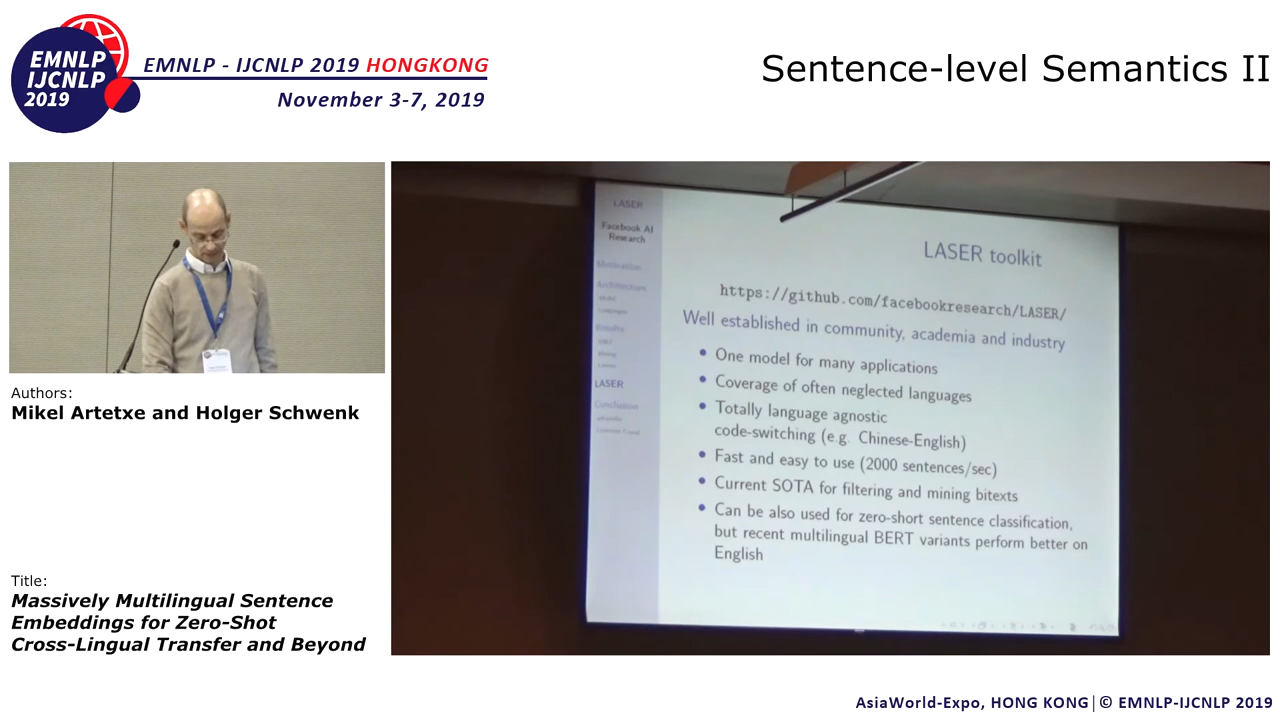 EMNLP
IJCNLP
2019
EMNLP - IJCNLP 2019 HONGKONG
November 3-7, 2019
Sentence-level Semantics II
Authors:
Mikel Artetxe and Holger Schwenk
Title:
Massively Multilingual Sentence
Embeddings for Zero-Shot
Cross-Lingual Transfer and Beyond
LASER
Facebook AI
Research
Motivation
Architecture
Languages
Benefits
LASER
Conclusion
LASER toolkit
https://github.com/facebookresearch/LASER/
Well established in community, academia and industry
• One model for many applications
• Coverage of often neglected languages
• Totally language agnostic
code-switching (e.g. Chinese-English)
• Fast and easy to use (2000 sentences/sec)
• Current SOTA for filtering and mining bitexts
• Can be also used for zero-short sentence classification,
but recent multilingual BERT variants perform better on
English
AsiaWorld-Expo, HONG KONG|© EMNLP-IJCNLP 2019